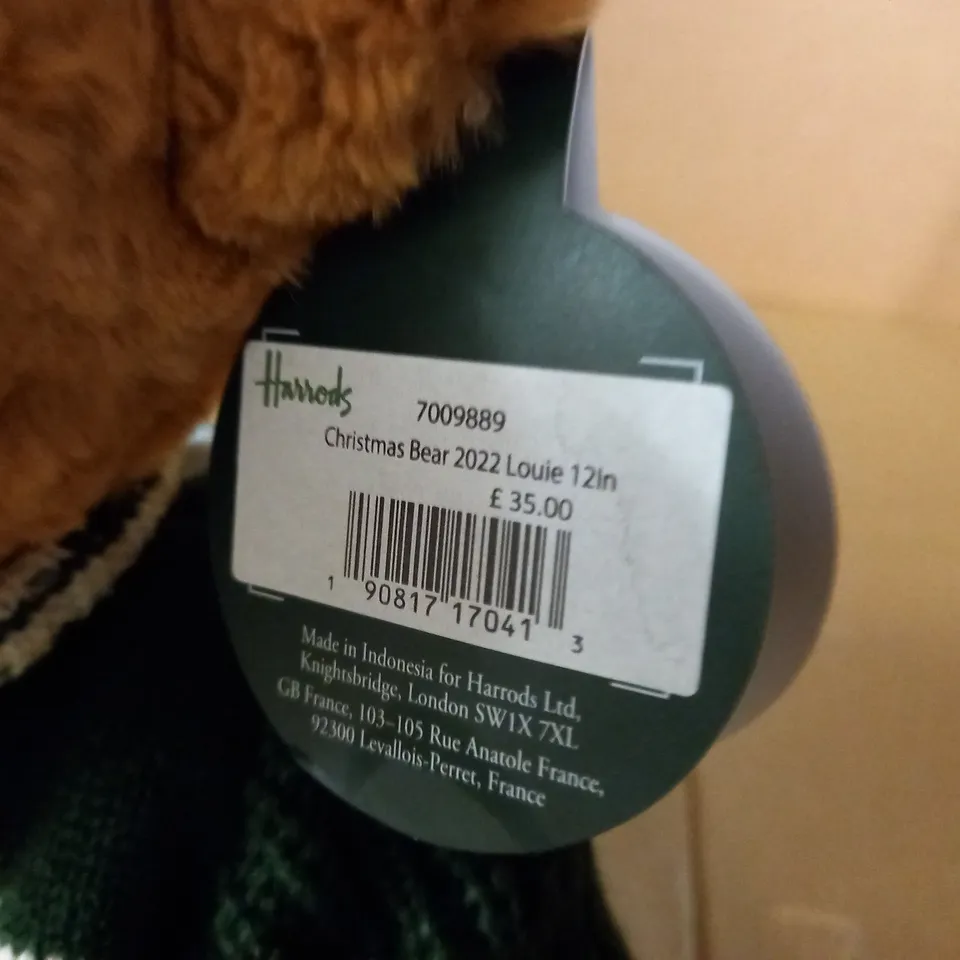 Harrods
7009889
Christmas Bear 2022 Louie 12In
£ 35.00
1 90817 17041 3
Made in Indonesia for Harrods Ltd,
Knightsbridge, London SW1X 7XL
GB France, 103–105 Rue Anatole France,
92300 Levallois-Perret, France